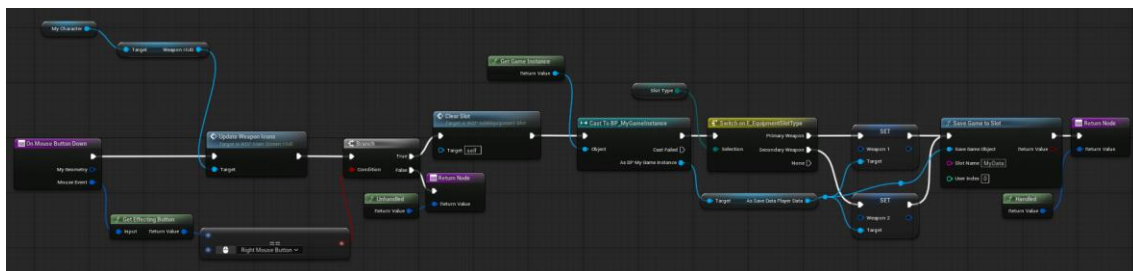 My Character
Target Weapon HUD
On Mouse Button Down
My Geometry
Mouse Event
Get Effecting Button
Input Return Value
==
Right Mouse Button
Update Weapon Icons
Target
Branch
Condition
True
False
Unhandled
Return Value
Return Node
Return Value
Clear Slot
Target self
Get Game Instance
Return Value
Cast To BP_MyGameInstance
Object
Cast Failed
As BP My Game Instance
Slot Type
Switch on E_EquipmentSlotType
Selection
Primary Weapon
Secondary Weapon
None
Target As Save Data Player Data
SET
Weapon 1
Target
SET
Weapon 2
Target
Save Game to Slot
Save Game Object
Return Value
Slot Name MyData
User Index 0
Handled
Return Value
Return Node
Return Value